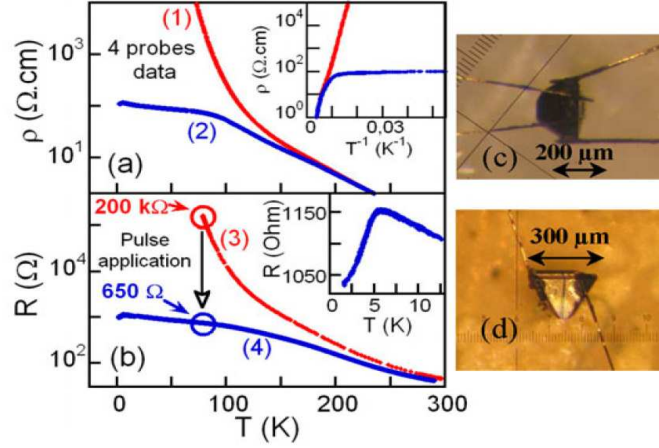 ρ (Ω.cm)
10³
10¹
4 probes
data
(1)
(2)
(a)
ρ (Ω.cm)
10⁴
10²
10⁰
0
0,03
T⁻¹ (K⁻¹)
R (Ω)
10⁴
10²
200 kΩ
(3)
Pulse
application
650 Ω
(4)
(b)
R (Ohm)
1150
1050
0 5 10
T (K)
0 100 200 300
T (K)
(c)
200 µm
300 µm
(d)